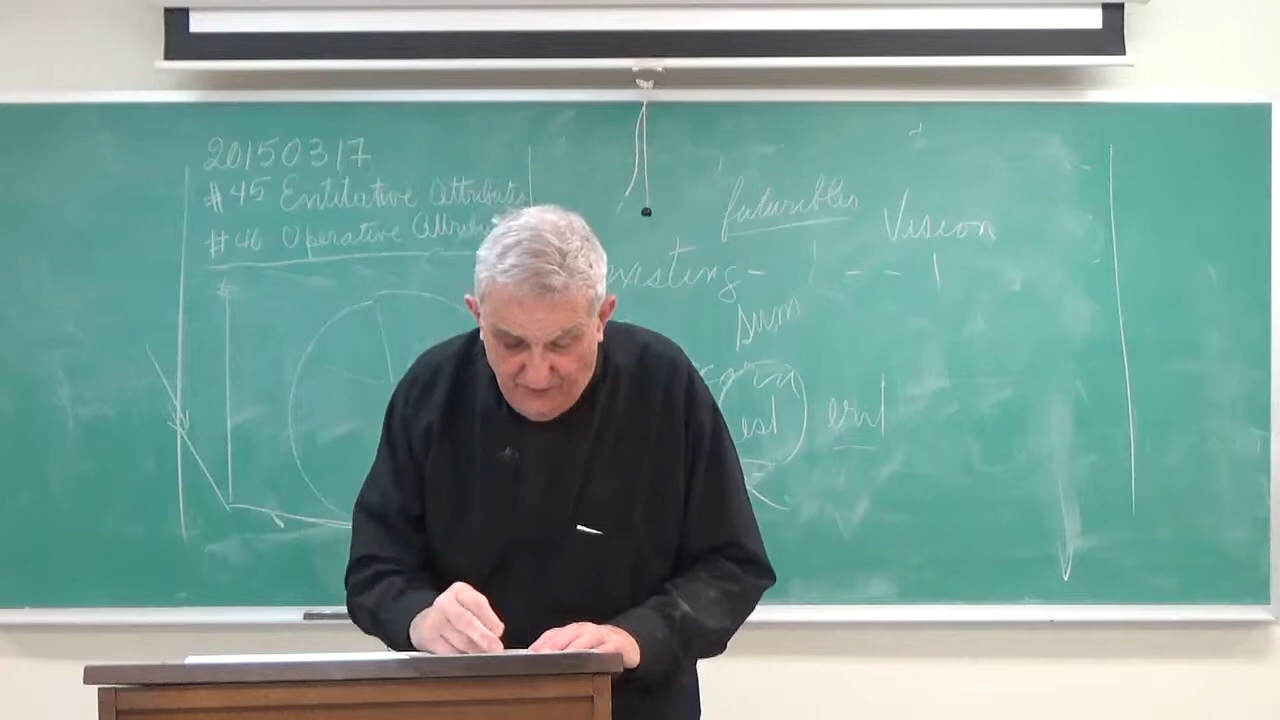 20150317
#45 Entitative Attributes
#46 Operative
futuribles
Vision
existing
sum
est erit